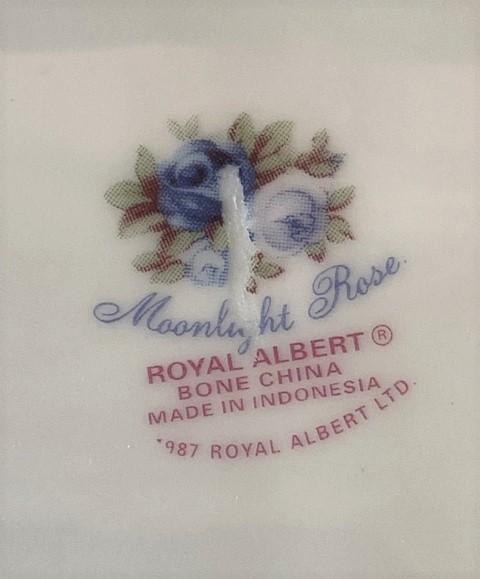 Moonlight Rose.
ROYAL ALBERT ®
BONE CHINA
MADE IN INDONESIA
1987 ROYAL ALBERT LTD.